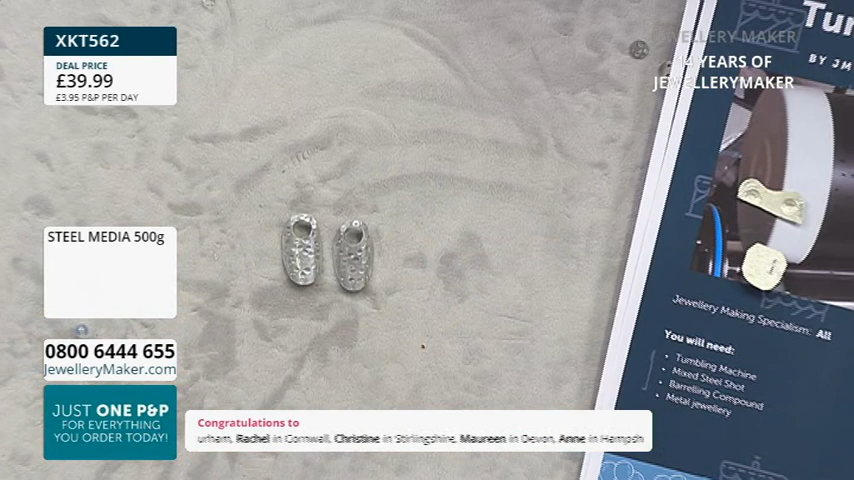 XKT562
DEAL PRICE
£39.99
£3.95 P&P PER DAY
STEEL MEDIA 500g
0800 6444 655
JewelleryMaker.com
JUST ONE P&P
FOR EVERYTHING
YOU ORDER TODAY!
Congratulations to
urham, Rachel in Cornwall, Christine in Stirlingshire, Maureen in Devon, Anne in Hampsh
JEWELLERY MAKER
14 YEARS OF
JEWELLERYMAKER
Tu
BY JM
Jewellery Making Specialism: All
You will need:
• Tumbling Machine
• Mixed Steel Shot
• Barrelling Compound
• Metal jewellery